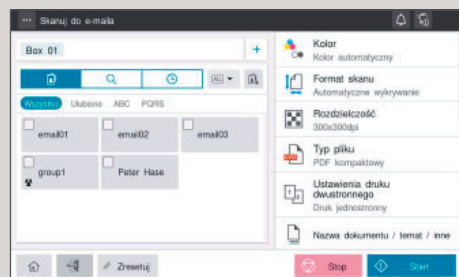 Skanuj do e-maila
Box 01
+
ALL
Wszystko Ulubione ABC PQRS
email01
email02
email03
group1
Peter Hase
Kolor
Kolor automatyczny
Format skanu
Automatyczne wykrywanie
Rozdzielczość
300x300dpi
Typ pliku
PDF kompaktowy
Ustawienia druku
dwustronnego
Druk jednostronny
Nazwa dokumentu / temat / inne
Zresetuj
Stop
Start